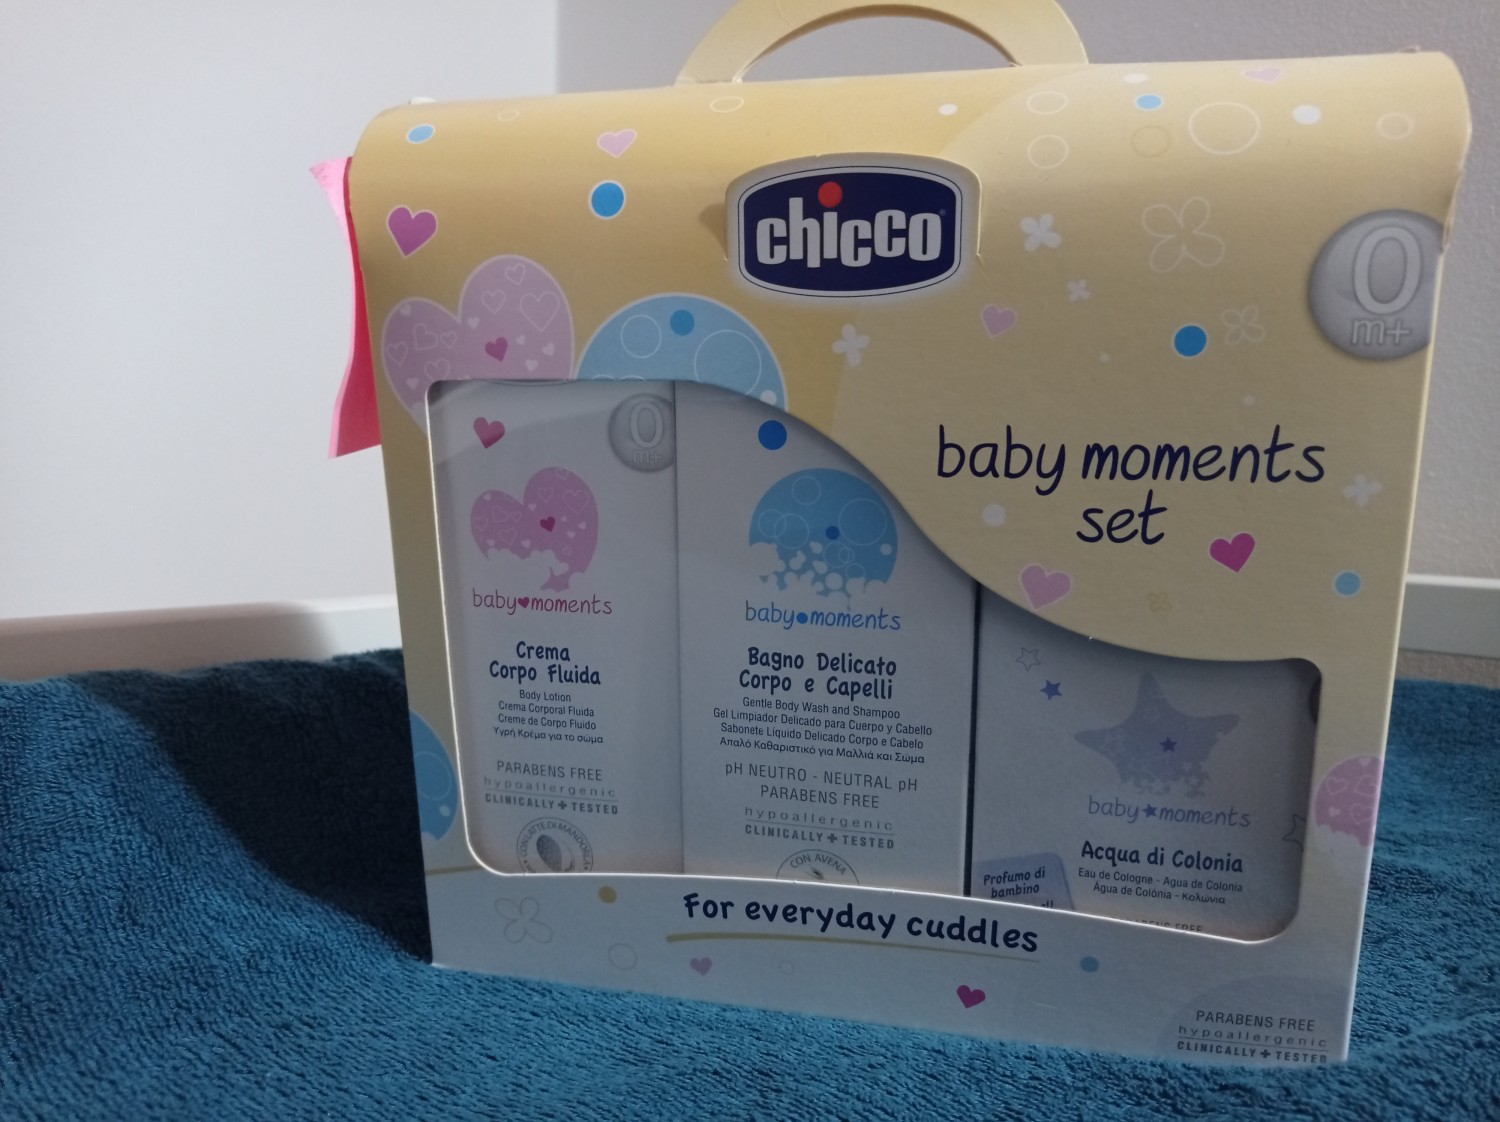 chicco
0
m+
baby moments
set
0
m+
baby moments
Crema
Corpo Fluida
Body Lotion
Crema Corporal Fluida
Creme de Corpo Fluido
Υγρή Κρέμα για το σώμα
PARABENS FREE
hypoallergenic
CLINICALLY + TESTED
CON LATTE DI MANDORLA
baby moments
Bagno Delicato
Corpo e Capelli
Gentle Body Wash and Shampoo
Gel Limpiador Delicado para Cuerpo y Cabello
Sabonete Líquido Delicado Corpo e Cabelo
Απαλό Καθαριστικό για Μαλλιά και Σώμα
pH NEUTRO - NEUTRAL pH
PARABENS FREE
hypoallergenic
CLINICALLY + TESTED
CON AVENA
baby moments
Acqua di Colonia
Eau de Cologne - Agua de Colonia
Água de Colónia - Κολώνια
Profumo di
bambino
For everyday cuddles
PARABENS FREE
hypoallergenic
CLINICALLY + TESTED